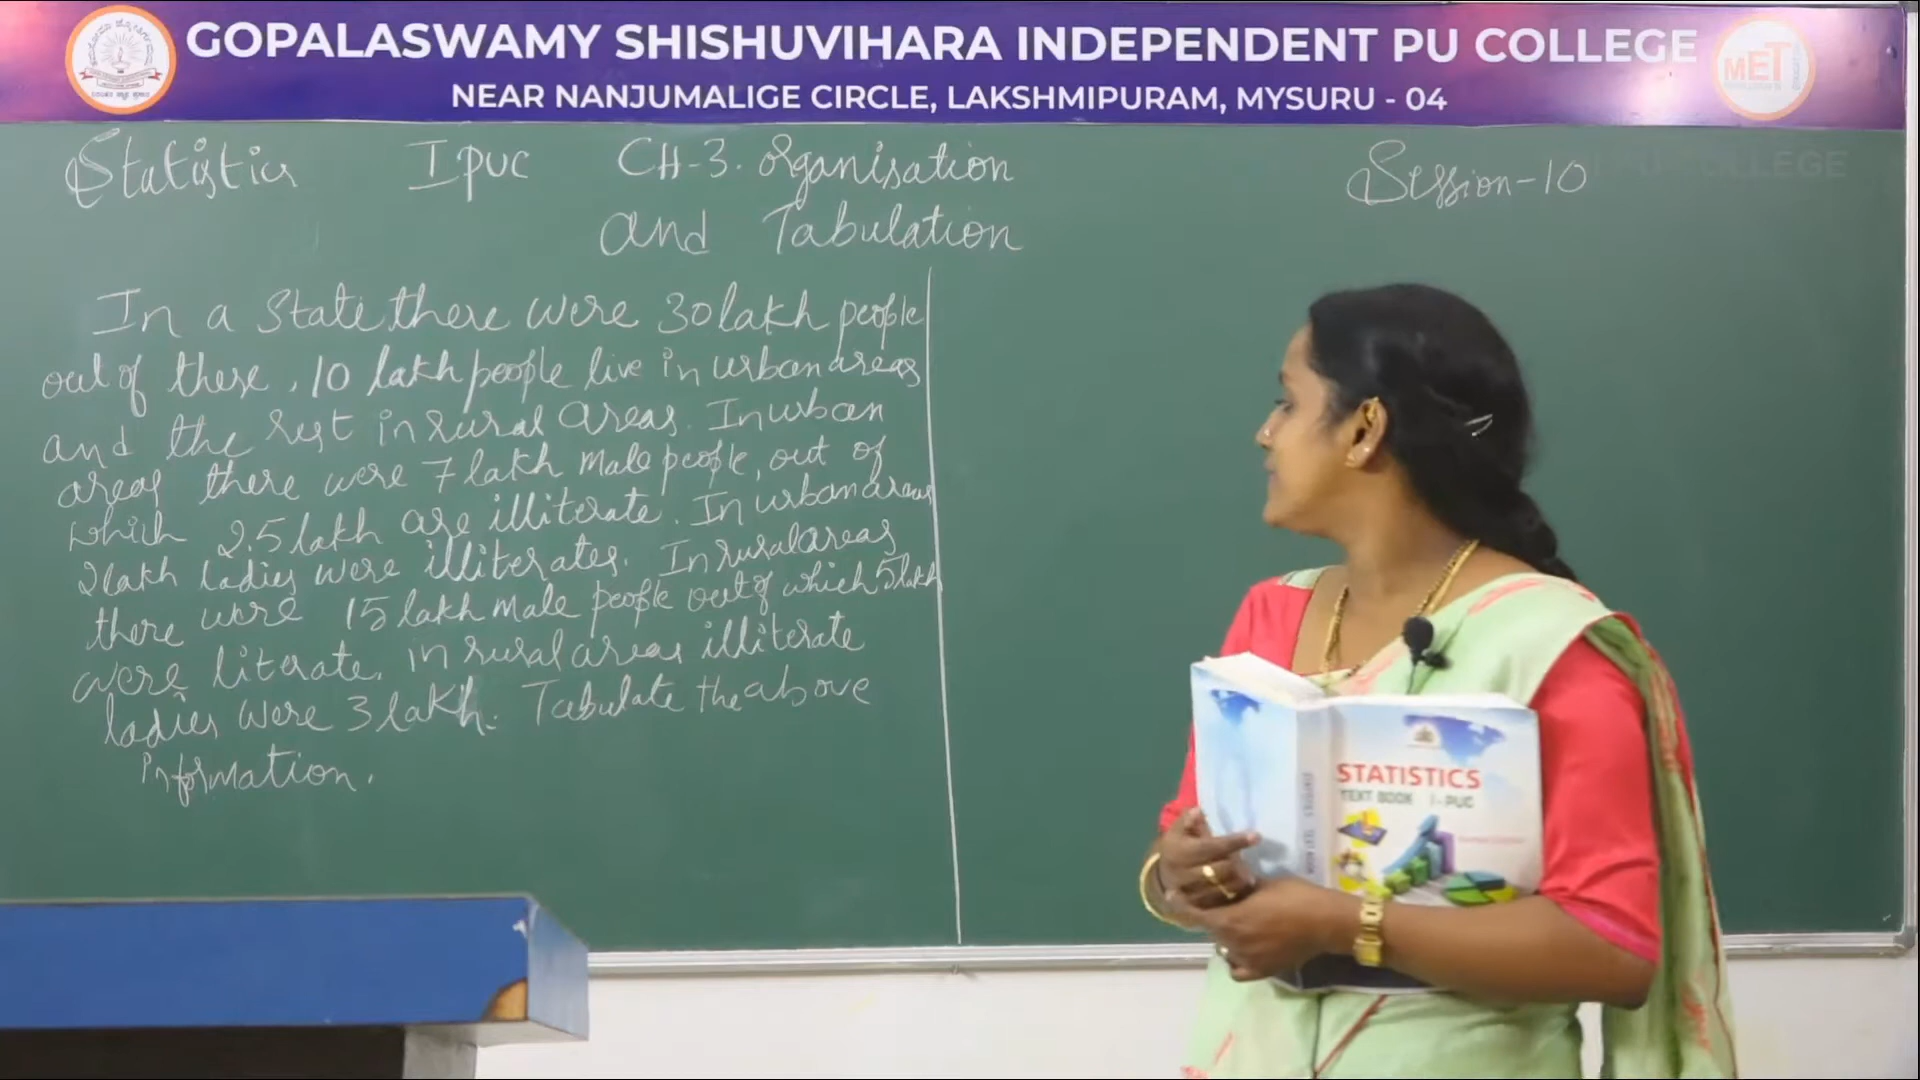 GOPALASWAMY SHISHUVIHARA INDEPENDENT PU COLLEGE
NEAR NANJUMALIGE CIRCLE, LAKSHMIPURAM, MYSURU - 04
MET
Statistics I PUC CH-3. Organisation
and Tabulation
Session-10
In a State there were 30 lakh people
out of these, 10 lakh people live in urban areas
and the rest in rural areas. In urban
areas there were 7 lakh male people, out of
which 2.5 lakh are illiterate. In urban areas
2 lakh ladies were illiterates. In rural areas
there were 15 lakh male people out of which 5 lakh
were literate. in rural areas illiterate
ladies were 3 lakh. Tabulate the above
information.
STATISTICS
TEXT BOOK I - PUC